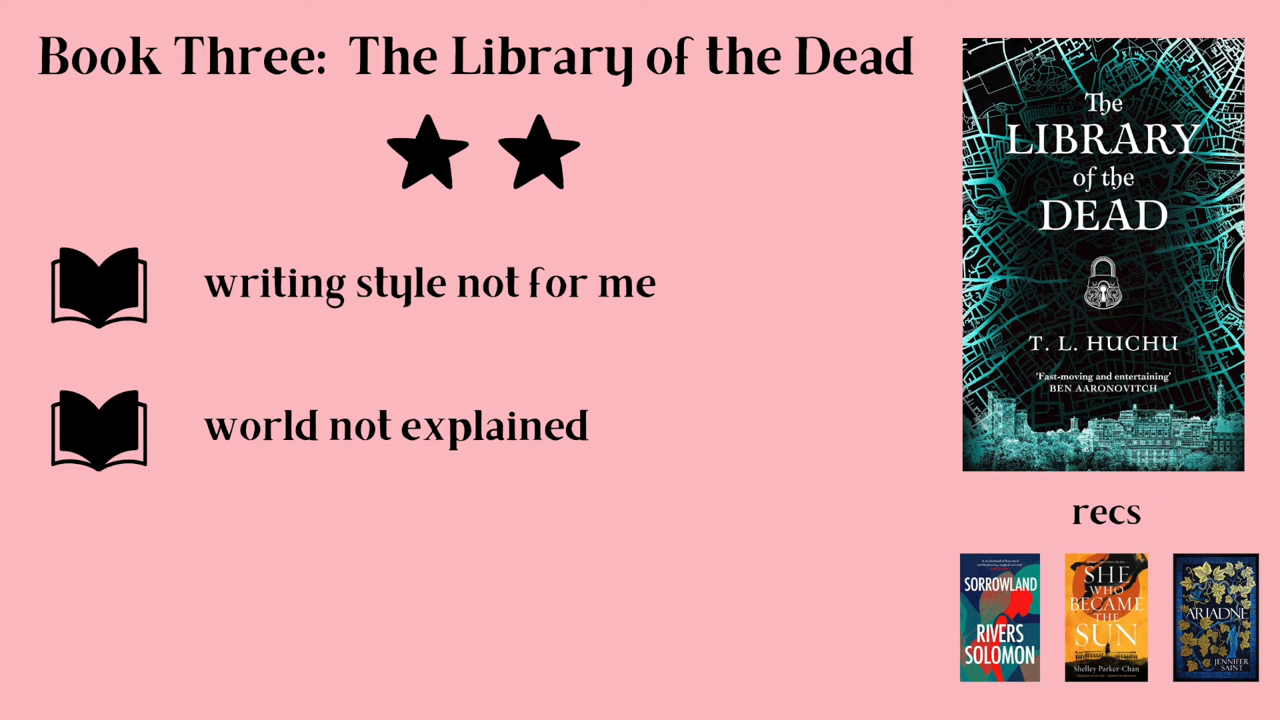 Book Three: The Library of the Dead
writing style not for me
world not explained
The
LIBRARY
of the
DEAD
T. L. HUCHU
'Fast-moving and entertaining'
BEN AARONOVITCH
recs
SORROWLAND
RIVERS
SOLOMON
SHE
WHO
BECAME
THE
SUN
Shelley Parker-Chan
ARIADNE
JENNIFER
SAINT